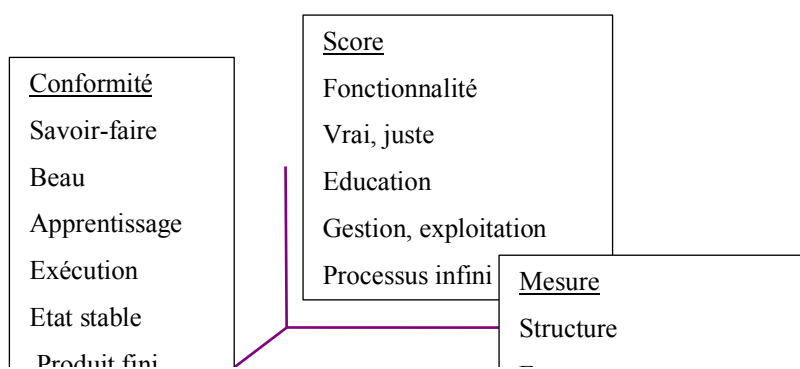 Conformité
Savoir-faire
Beau
Apprentissage
Exécution
Etat stable
Produit fini
Score
Fonctionnalité
Vrai, juste
Education
Gestion, exploitation
Processus infini
Mesure
Structure